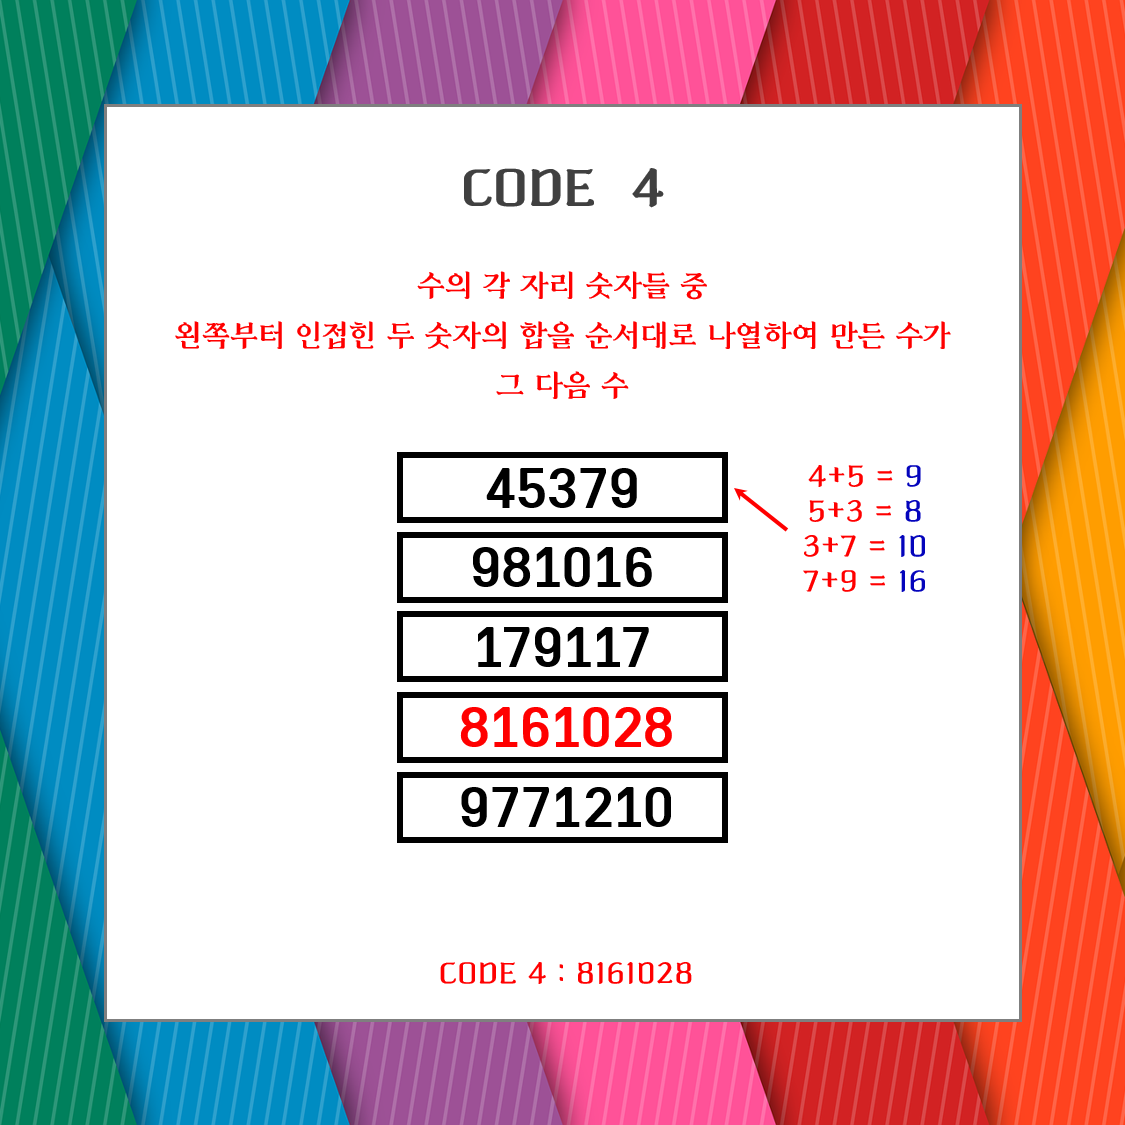 CODE 4
수의 각 자리 숫자들 중
왼쪽부터 인접힌 두 숫자의 합을 순서대로 나열하여 만든 수가
그 다음 수
45379
981016
179117
8161028
9771210
4+5 = 9
5+3 = 8
3+7 = 10
7+9 = 16
CODE 4 : 8161028